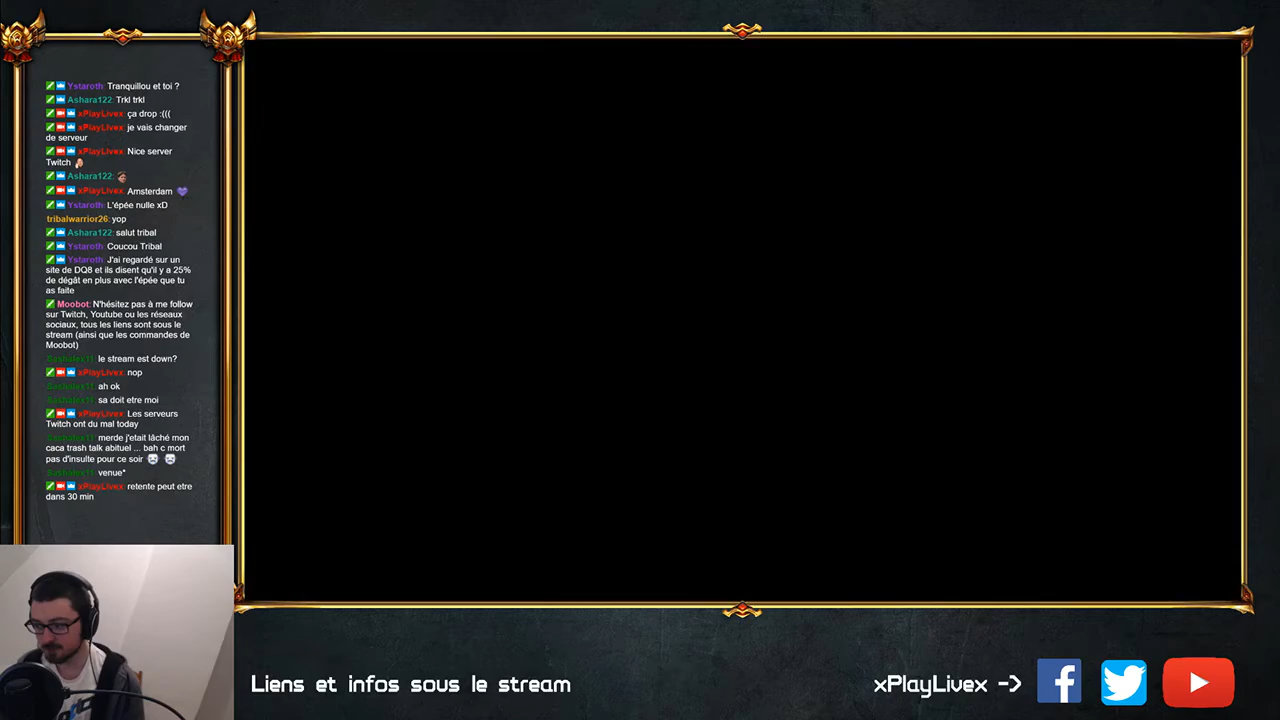 Ystaroth: Tranquillou et toi ?
Ashara122: Trkl trkl
xPlayLivex: ça drop :(((
xPlayLivex: je vais changer
de serveur
xPlayLivex: Nice server
Twitch
Ashara122:
xPlayLivex: Amsterdam
Ystaroth: L'épée nulle xD
tribalwarrior26: yop
Ashara122: salut tribal
Ystaroth: Coucou Tribal
Ystaroth: J'ai regardé sur un
site de DQ8 et ils disent qu'il y a 25%
de dégât en plus avec l'épée que tu
as faite
Moobot: N'hésitez pas à me follow
sur Twitch, Youtube ou les réseaux
sociaux, tous les liens sont sous le
stream (ainsi que les commandes de
Moobot)
le stream est down?
xPlayLivex: nop
ah ok
sa doit etre moi
xPlayLivex: Les serveurs
Twitch ont du mal today
merde j'etait lâché mon
caca trash talk abituel ... bah c mort
pas d'insulte pour ce soir
venue*
xPlayLivex: retente peut etre
dans 30 min
Liens et infos sous le stream
xPlayLivex ->